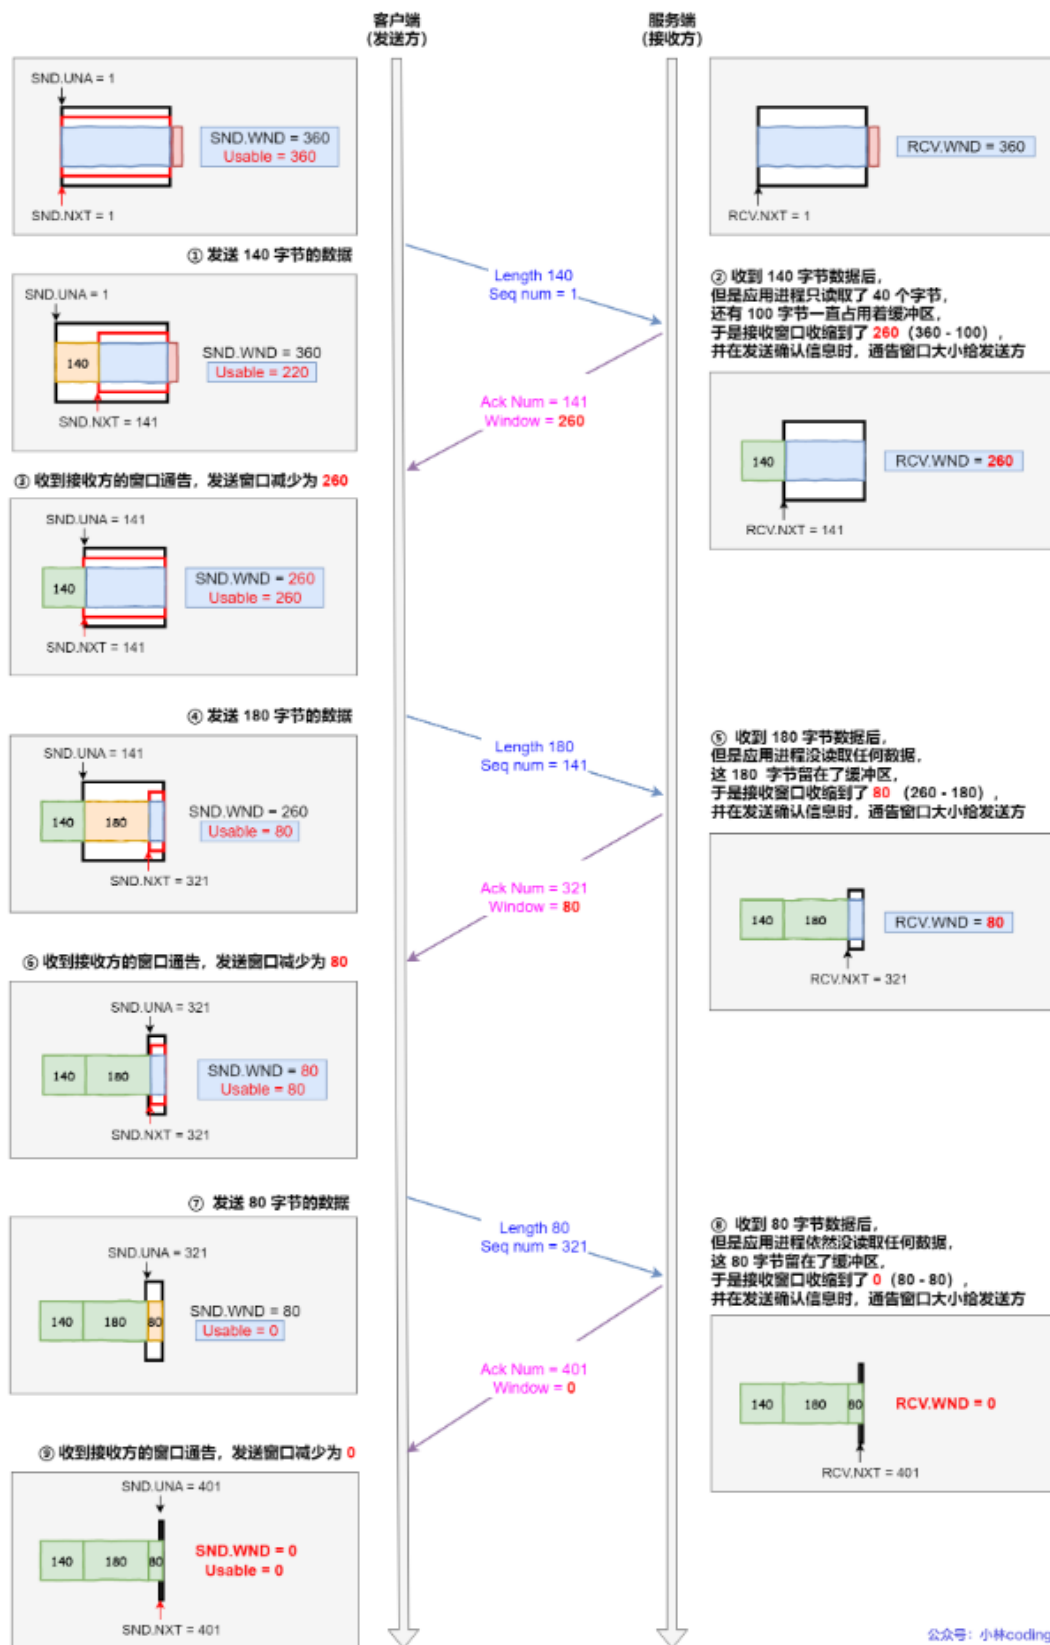 客户端
(发送方)
服务端
(接收方)
SND.UNA = 1
SND.WND = 360
Usable = 360
SND.NXT = 1
RCV.WND = 360
RCV.NXT = 1
① 发送 140 字节的数据
Length 140
Seq num = 1
② 收到 140 字节数据后，
但是应用进程只读取了 40 个字节，
还有 100 字节一直占用着缓冲区，
于是接收窗口收缩到了 260（360 - 100），
并在发送确认信息时，通告窗口大小给发送方
SND.UNA = 1
140
SND.WND = 360
Usable = 220
SND.NXT = 141
Ack Num = 141
Window = 260
140
RCV.WND = 260
RCV.NXT = 141
③ 收到接收方的窗口通告，发送窗口减少为 260
SND.UNA = 141
140
SND.WND = 260
Usable = 260
SND.NXT = 141
④ 发送 180 字节的数据
Length 180
Seq num = 141
⑤ 收到 180 字节数据后，
但是应用进程没读取任何数据，
这 180 字节留在了缓冲区，
于是接收窗口收缩到了 80 （260 - 180），
并在发送确认信息时，通告窗口大小给发送方
SND.UNA = 141
140
180
SND.WND = 260
Usable = 80
SND.NXT = 321
Ack Num = 321
Window = 80
140
180
RCV.WND = 80
RCV.NXT = 321
⑥ 收到接收方的窗口通告，发送窗口减少为 80
SND.UNA = 321
140
180
SND.WND = 80
Usable = 80
SND.NXT = 321
⑦ 发送 80 字节的数据
Length 80
Seq num = 321
⑧ 收到 80 字节数据后，
但是应用进程依然没读取任何数据，
这 80 字节留在了缓冲区，
于是接收窗口收缩到了 0（80 - 80），
并在发送确认信息时，通告窗口大小给发送方
SND.UNA = 321
140
180
80
SND.WND = 80
Usable = 0
Ack Num = 401
Window = 0
140
180
80
RCV.WND = 0
RCV.NXT = 401
⑨ 收到接收方的窗口通告，发送窗口减少为 0
SND.UNA = 401
140
180
80
SND.WND = 0
Usable = 0
SND.NXT = 401
公众号：小林coding